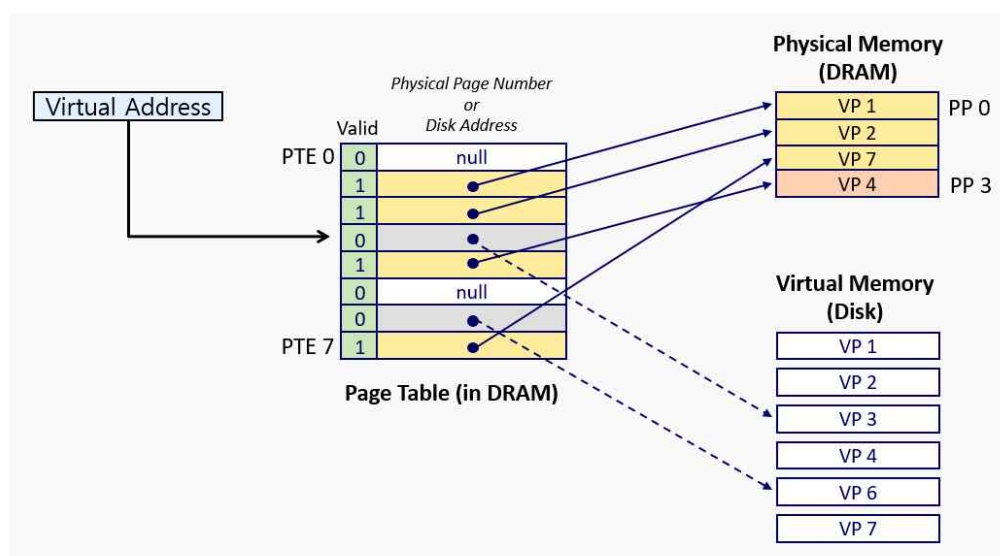 Virtual Address
Physical Page Number
or
Disk Address
Valid
PTE 0
0
null
1
1
0
1
0
null
0
PTE 7
1
Page Table (in DRAM)
Physical Memory
(DRAM)
VP 1
PP 0
VP 2
VP 7
VP 4
PP 3
Virtual Memory
(Disk)
VP 1
VP 2
VP 3
VP 4
VP 6
VP 7